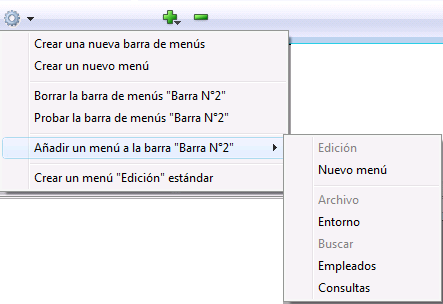 Crear una nueva barra de menús
Crear un nuevo menú
Borrar la barra de menús "Barra N°2"
Probar la barra de menús "Barra N°2"
Añadir un menú a la barra "Barra N°2"
Crear un menú "Edición" estándar
Edición
Nuevo menú
Archivo
Entorno
Buscar
Empleados
Consultas